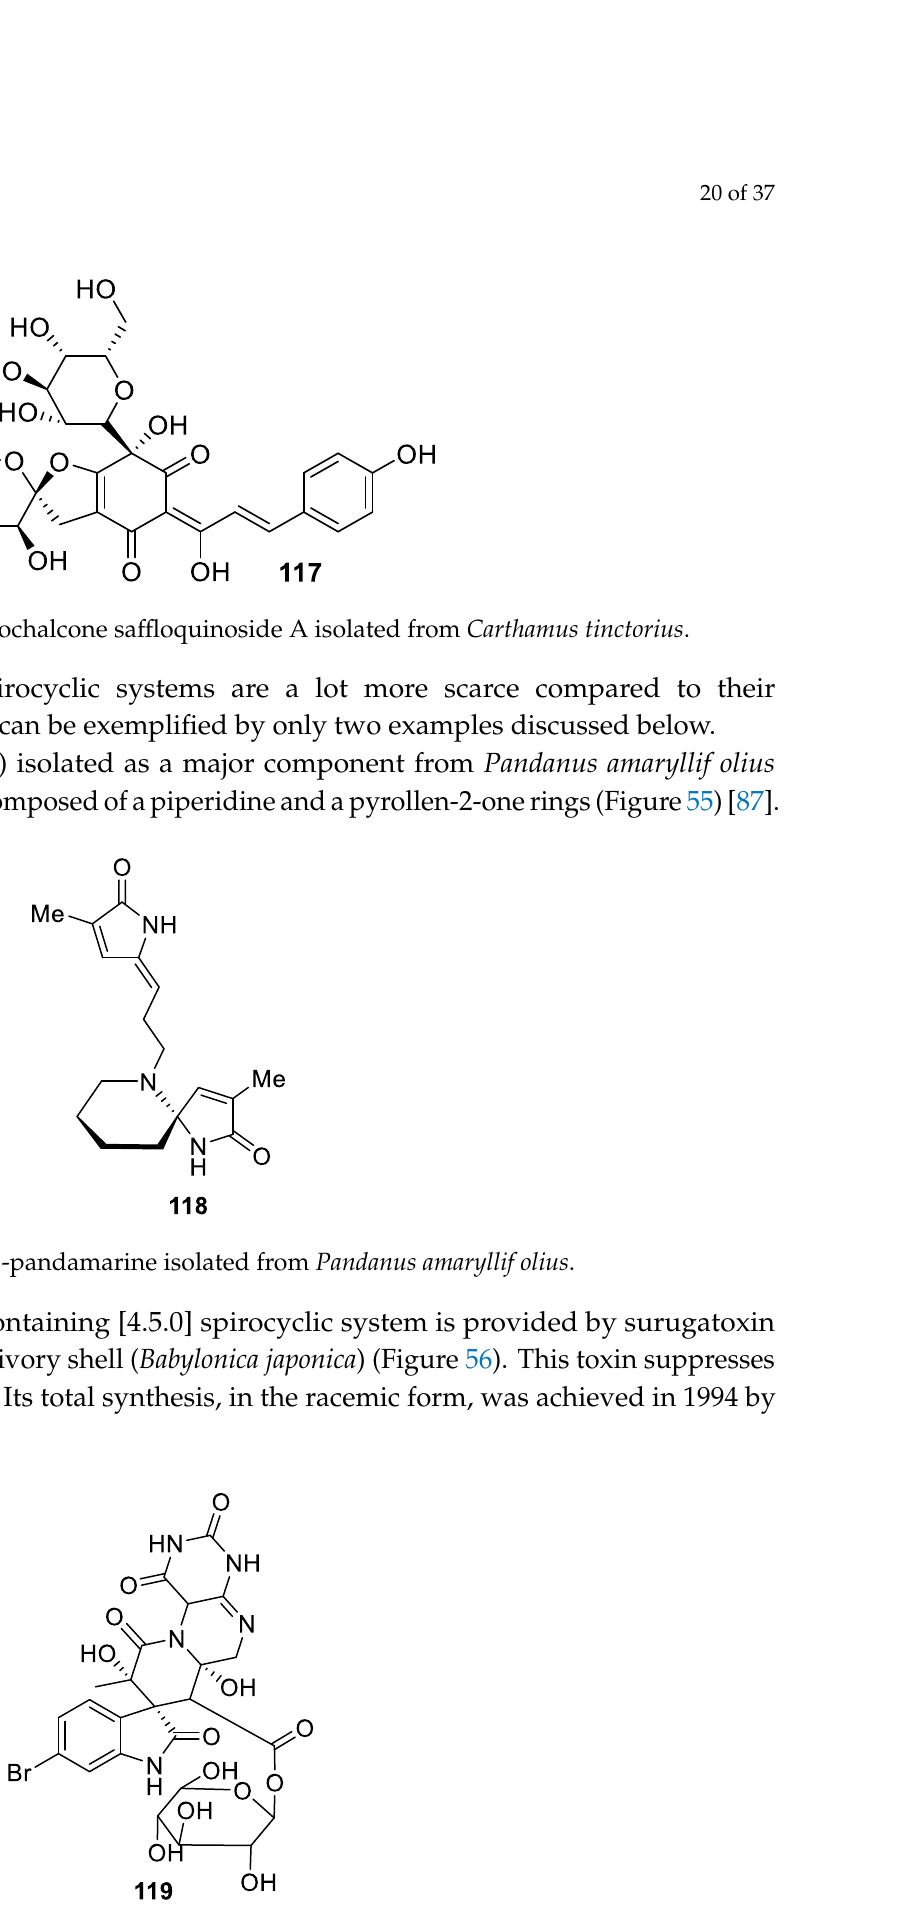 20 of 37
HO
HO
O
O
HO
OH
O
O
O
OH
OH
O
OH
117
ochalcone saffloquinoside A isolated from Carthamus tinctorius.
irocyclic systems are a lot more scarce compared to their
can be exemplified by only two examples discussed below.
) isolated as a major component from Pandanus amaryllif olius
omposed of a piperidine and a pyrollen-2-one rings (Figure 55) [87].
O
Me
NH
N
Me
N
H
O
118
-pandamarine isolated from Pandanus amaryllif olius.
ontaining [4.5.0] spirocyclic system is provided by surugatoxin
ivory shell (Babylonica japonica) (Figure 56). This toxin suppresses
Its total synthesis, in the racemic form, was achieved in 1994 by
O
HN
NH
O
O
N
N
HO
OH
O
O
Br
N
H
OH
O
O
OH
OH
OH
119